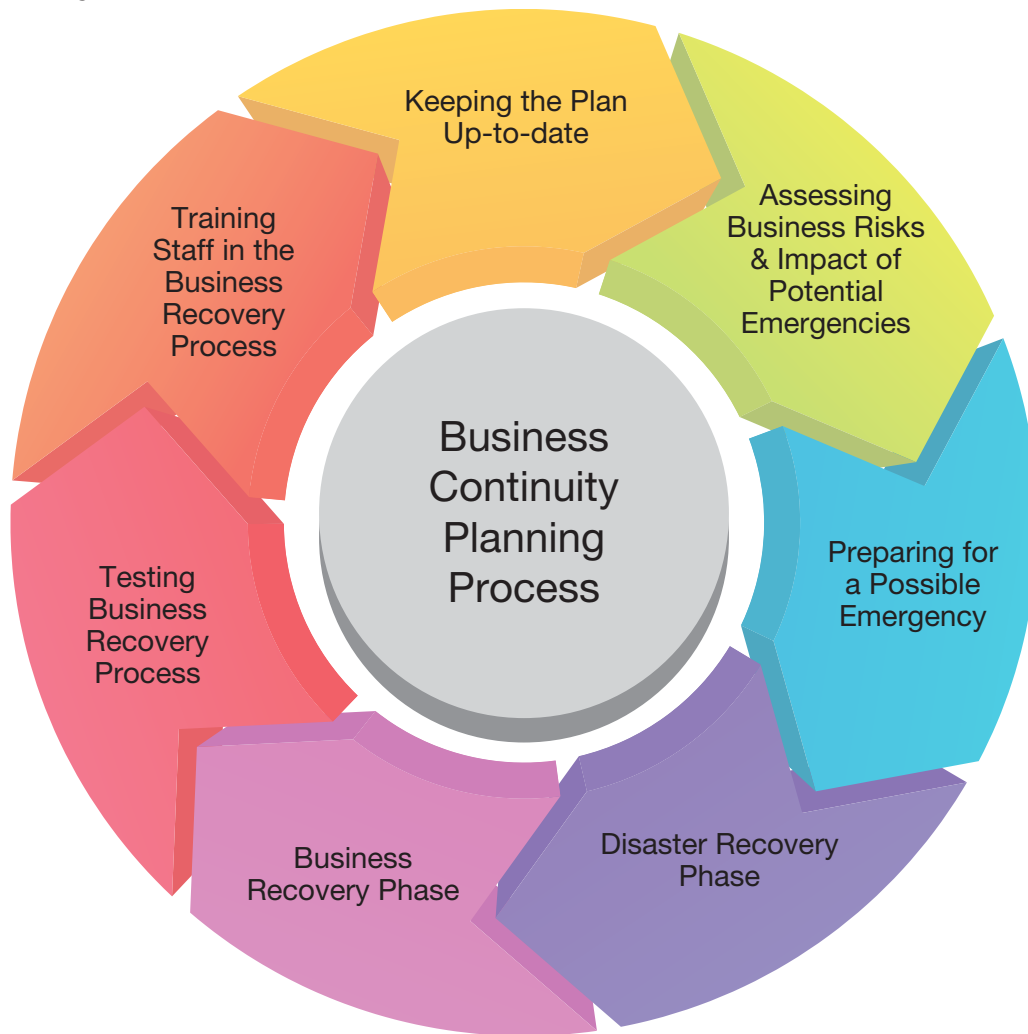 Keeping the Plan
Up-to-date
Assessing
Business Risks
& Impact of
Potential
Emergencies
Preparing for
a Possible
Emergency
Disaster Recovery
Phase
Business
Recovery Phase
Testing
Business
Recovery
Process
Training
Staff in the
Business
Recovery
Process
Business
Continuity
Planning
Process